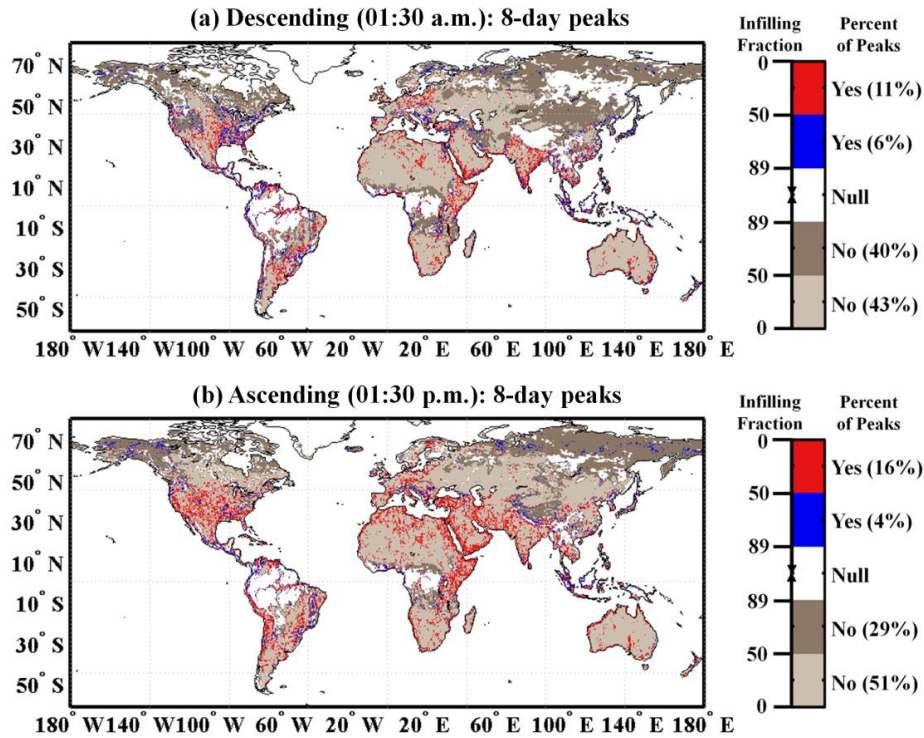 (a) Descending (01:30 a.m.): 8-day peaks
Infilling Fraction
Percent of Peaks
70° N
50° N
30° N
10° N
10° S
30° S
50° S
180° W140° W100° W 60° W 20° W 20° E 60° E 100° E 140° E 180° E
0
50
89
89
50
0
Yes (11%)
Yes (6%)
Null
No (40%)
No (43%)
(b) Ascending (01:30 p.m.): 8-day peaks
Infilling Fraction
Percent of Peaks
70° N
50° N
30° N
10° N
10° S
30° S
50° S
180° W140° W100° W 60° W 20° W 20° E 60° E 100° E 140° E 180° E
0
50
89
89
50
0
Yes (16%)
Yes (4%)
Null
No (29%)
No (51%)